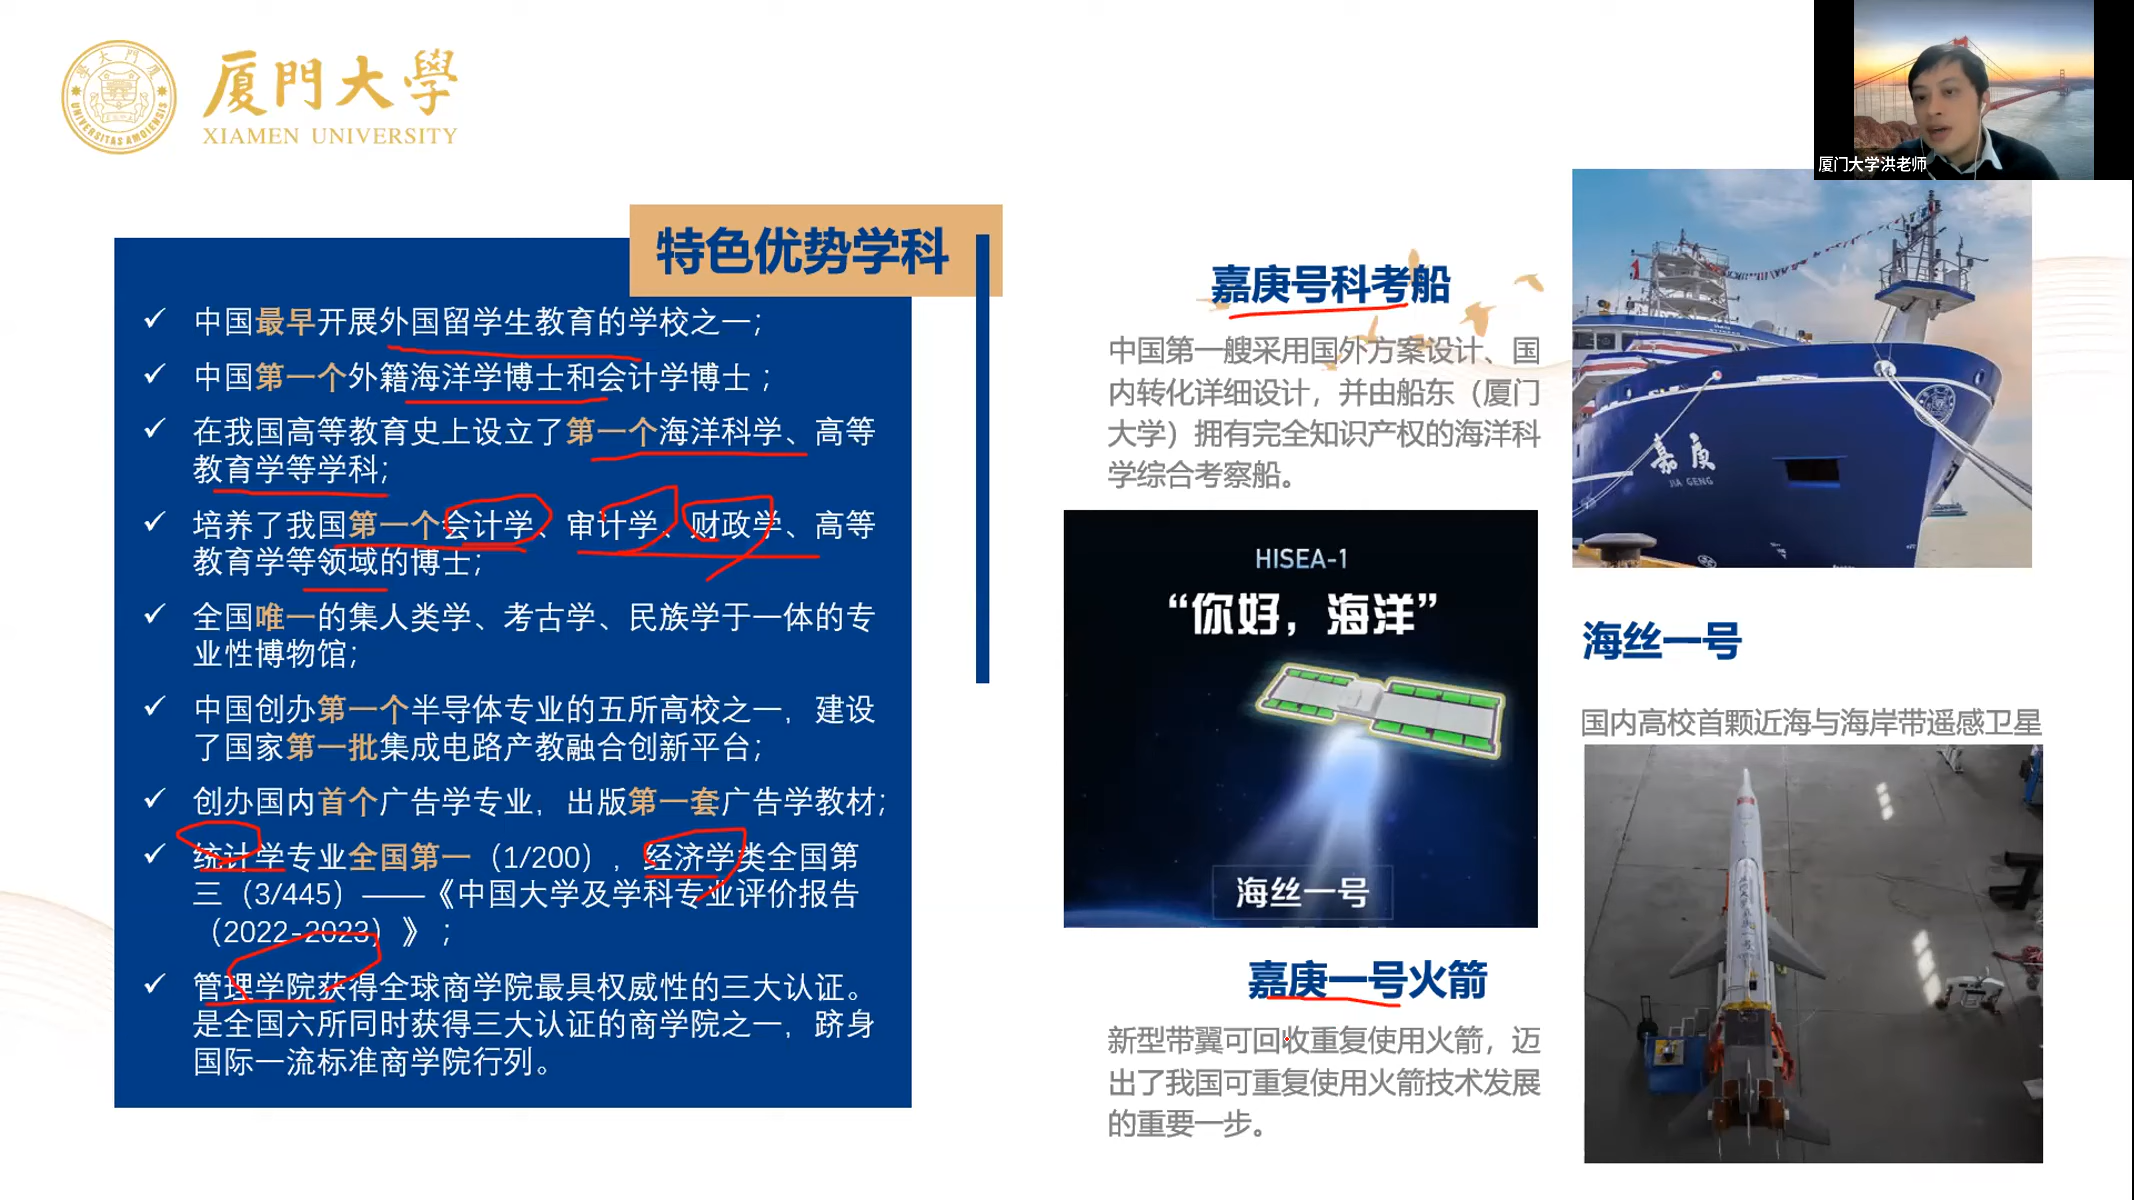 厦門大學
XIAMEN UNIVERSITY
UNIVERSITAS AMOIENSIS
厦门大学洪老师
特色优势学科
中国最早开展外国留学生教育的学校之一；
中国第一个外籍海洋学博士和会计学博士；
在我国高等教育史上设立了第一个海洋科学、高等
教育学等学科；
培养了我国第一个会计学、审计学、财政学、高等
教育学等领域的博士；
全国唯一的集人类学、考古学、民族学于一体的专
业性博物馆；
中国创办第一个半导体专业的五所高校之一，建设
了国家第一批集成电路产教融合创新平台；
创办国内首个广告学专业，出版第一套广告学教材；
统计学专业全国第一（1/200），经济学类全国第
三（3/445）——《中国大学及学科专业评价报告
（2022-2023）》；
管理学院获得全球商学院最具权威性的三大认证。
是全国六所同时获得三大认证的商学院之一，跻身
国际一流标准商学院行列。
嘉庚号科考船
中国第一艘采用国外方案设计、国
内转化详细设计，并由船东（厦门
大学）拥有完全知识产权的海洋科
学综合考察船。
嘉庚
JIA GENG
HISEA-1
“你好，海洋”
海丝一号
海丝一号
国内高校首颗近海与海岸带遥感卫星
嘉庚一号火箭
新型带翼可回收重复使用火箭，迈
出了我国可重复使用火箭技术发展
的重要一步。